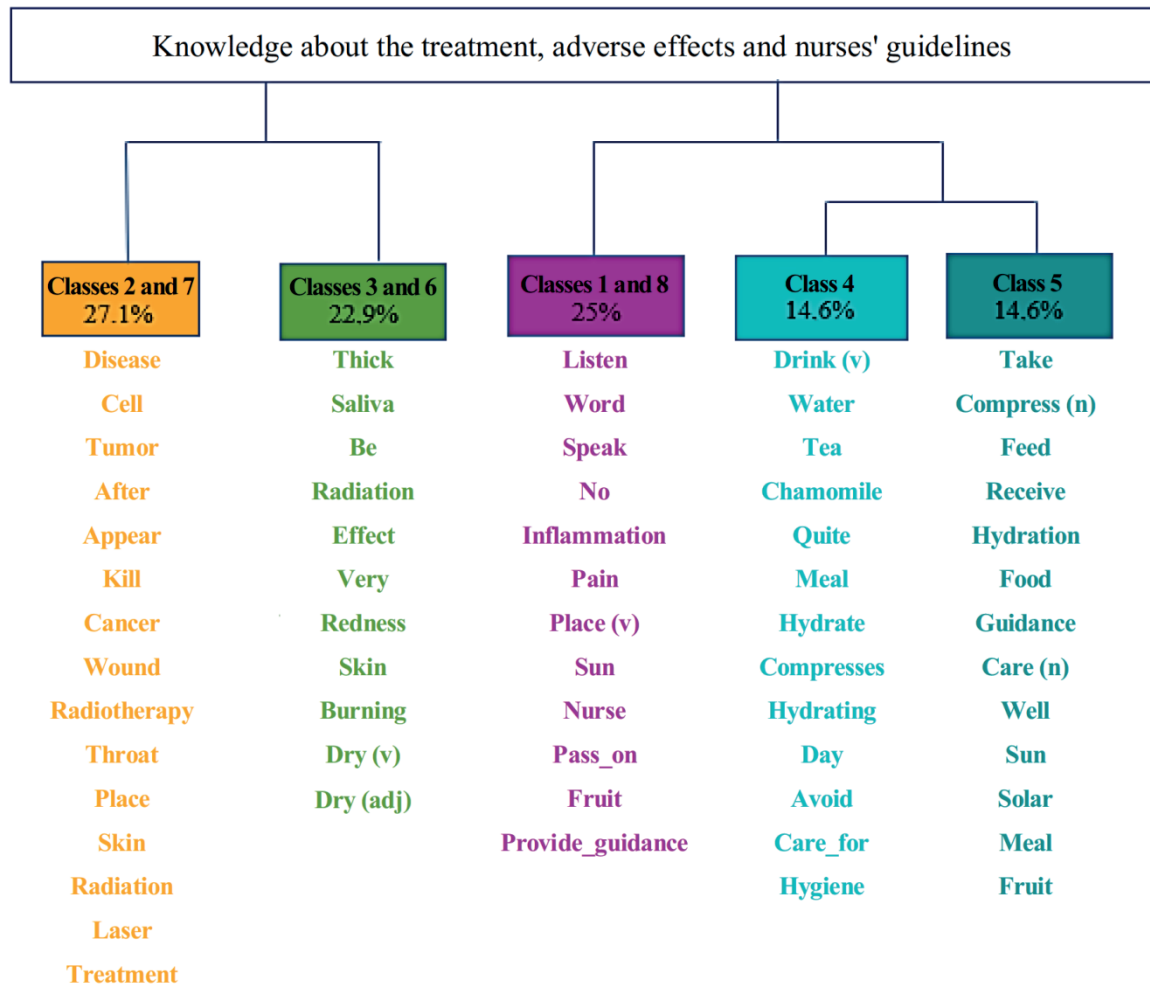 Knowledge about the treatment, adverse effects and nurses' guidelines
Classes 2 and 7
27.1%
Disease
Cell
Tumor
After
Appear
Kill
Cancer
Wound
Radiotherapy
Throat
Place
Skin
Radiation
Laser
Treatment
Classes 3 and 6
22.9%
Thick
Saliva
Be
Radiation
Effect
Very
Redness
Skin
Burning
Dry (v)
Dry (adj)
Classes 1 and 8
25%
Listen
Word
Speak
No
Inflammation
Pain
Place (v)
Sun
Nurse
Pass_on
Fruit
Provide_guidance
Class 4
14.6%
Drink (v)
Water
Tea
Chamomile
Quite
Meal
Hydrate
Compresses
Hydrating
Day
Avoid
Care_for
Hygiene
Class 5
14.6%
Take
Compress (n)
Feed
Receive
Hydration
Food
Guidance
Care (n)
Well
Sun
Solar
Meal
Fruit